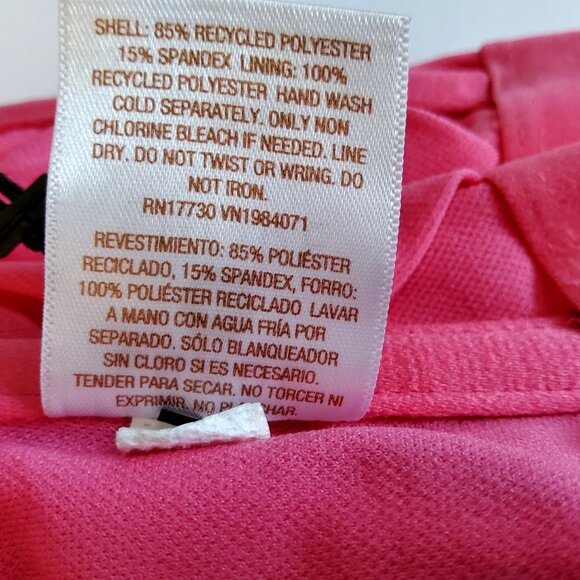 SHELL: 85% RECYCLED POLYESTER
15% SPANDEX LINING: 100%
RECYCLED POLYESTER HAND WASH
COLD SEPARATELY. ONLY NON
CHLORINE BLEACH IF NEEDED. LINE
DRY. DO NOT TWIST OR WRING. DO
NOT IRON.
RN17730 VN1984071
REVESTIMIENTO: 85% POLIÉSTER
RECICLADO, 15% SPANDEX, FORRO:
100% POLIÉSTER RECICLADO LAVAR
A MANO CON AGUA FRÍA POR
SEPARADO. SÓLO BLANQUEADOR
SIN CLORO SI ES NECESARIO.
TENDER PARA SECAR. NO TORCER NI
EXPRIMIR. NO PLANCHAR.